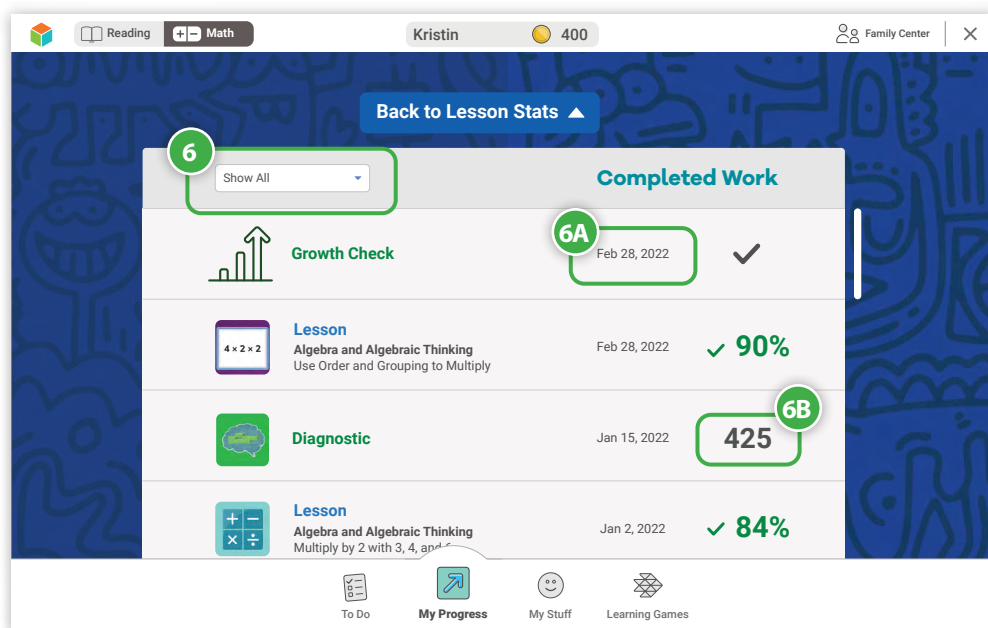 Reading
Math
Kristin
400
Family Center
Back to Lesson Stats
6
Show All
Completed Work
6A
Growth Check
Feb 28, 2022
4 × 2 × 2
Lesson
Algebra and Algebraic Thinking
Use Order and Grouping to Multiply
Feb 28, 2022
90%
6B
Diagnostic
Jan 15, 2022
425
Lesson
Algebra and Algebraic Thinking
Multiply by 2 with 3, 4, and
Jan 2, 2022
84%
To Do
My Progress
My Stuff
Learning Games